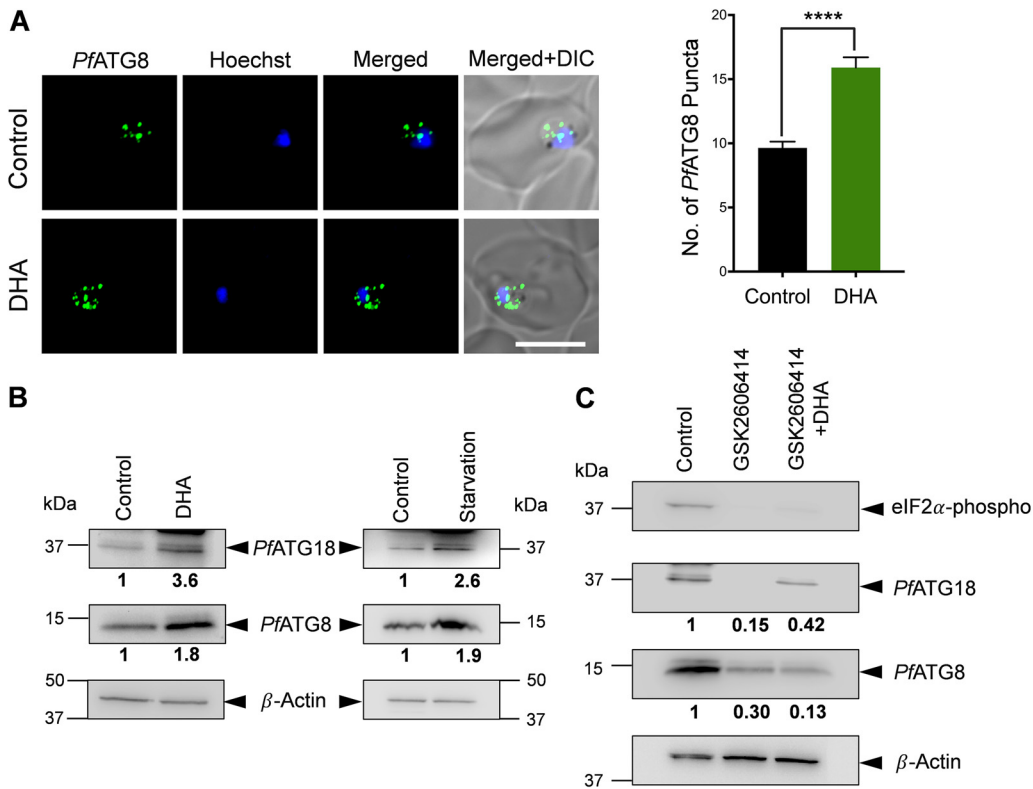 A
PfATG8 Hoechst Merged Merged+DIC
Control
DHA
No. of PfATG8 Puncta
20
15
10
5
0
****
Control DHA
B
kDa Control DHA Control Starvation kDa
37 PfATG18 37
1 3.6 1 2.6
15 PfATG8 15
1 1.8 1 1.9
50 50
β-Actin
37 37
C
kDa Control GSK2606414 GSK2606414
+DHA
37 eIF2α-phospho
37 PfATG18
1 0.15 0.42
15 PfATG8
1 0.30 0.13
β-Actin
37